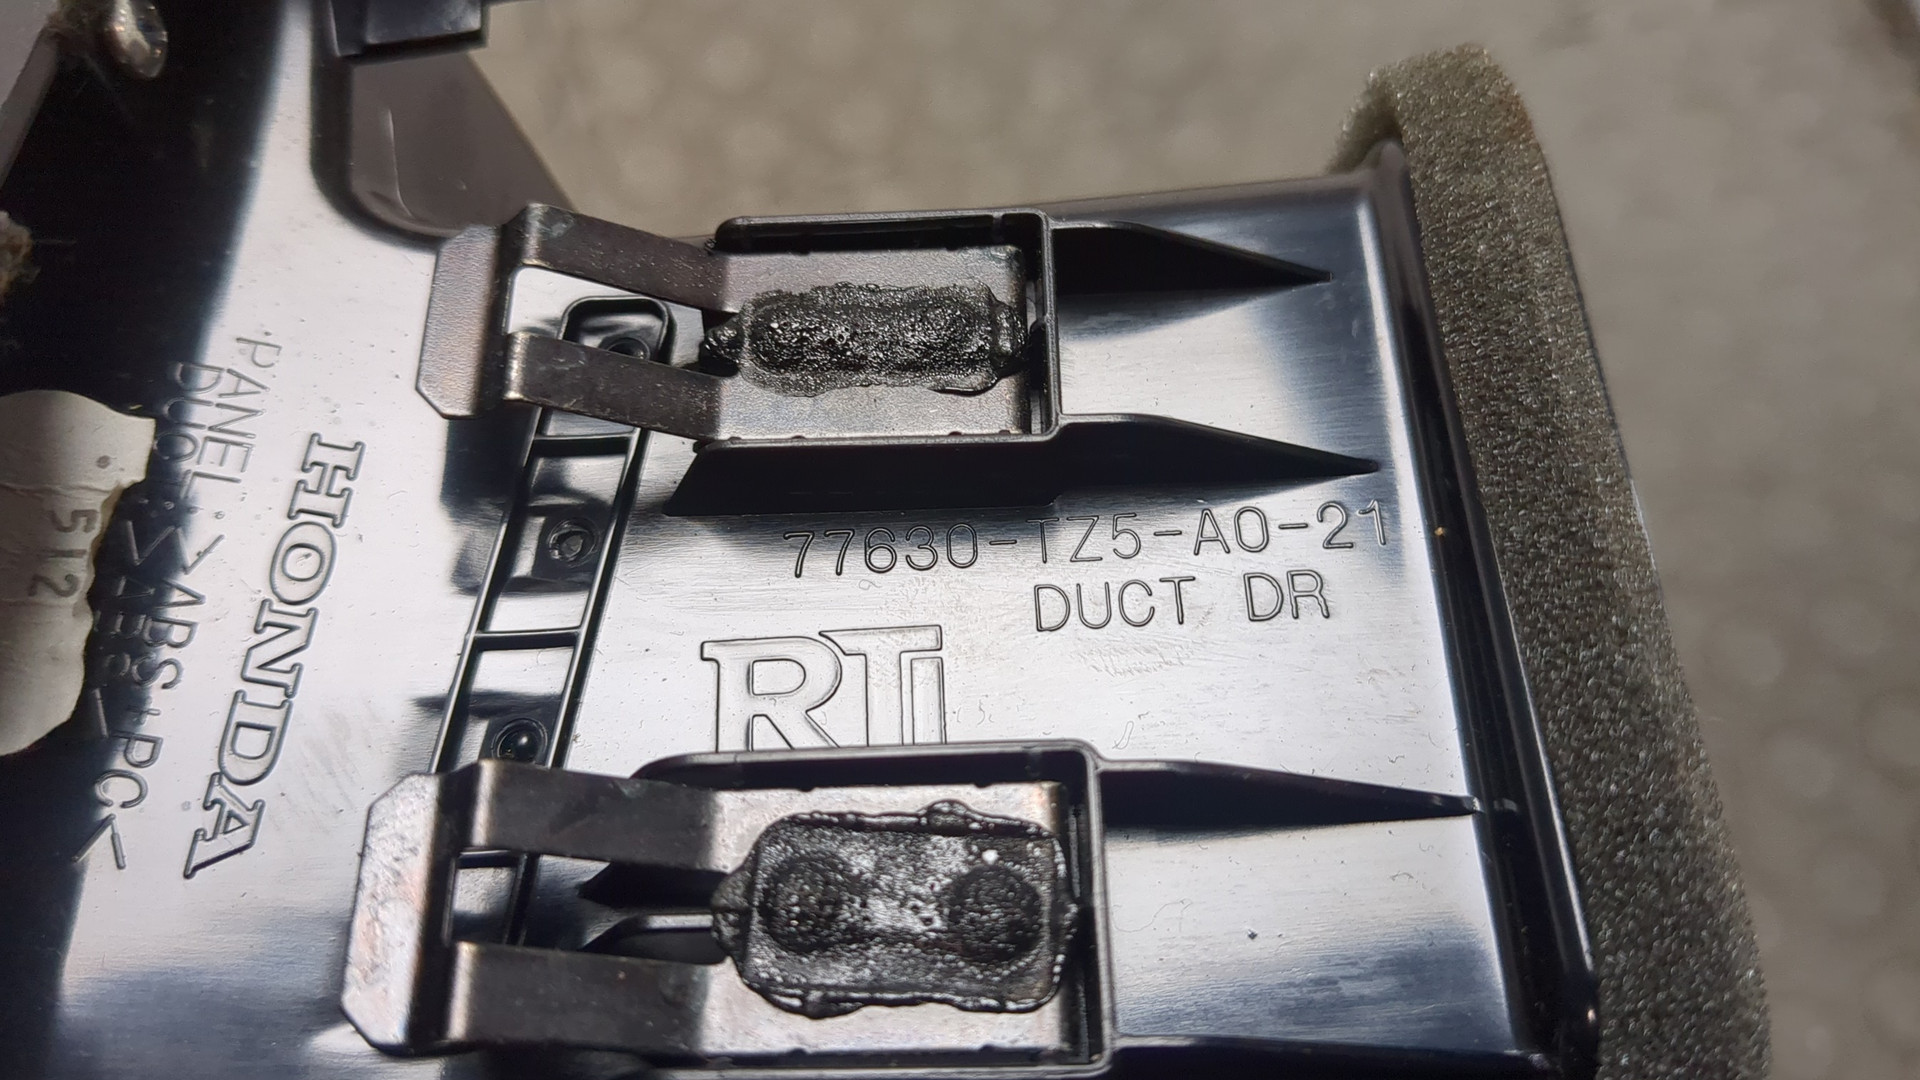 77630-TZ5-A0-21
DUCT DR
RTi
HONDA
PANEL:>ABS+PC<
DUCT:
512